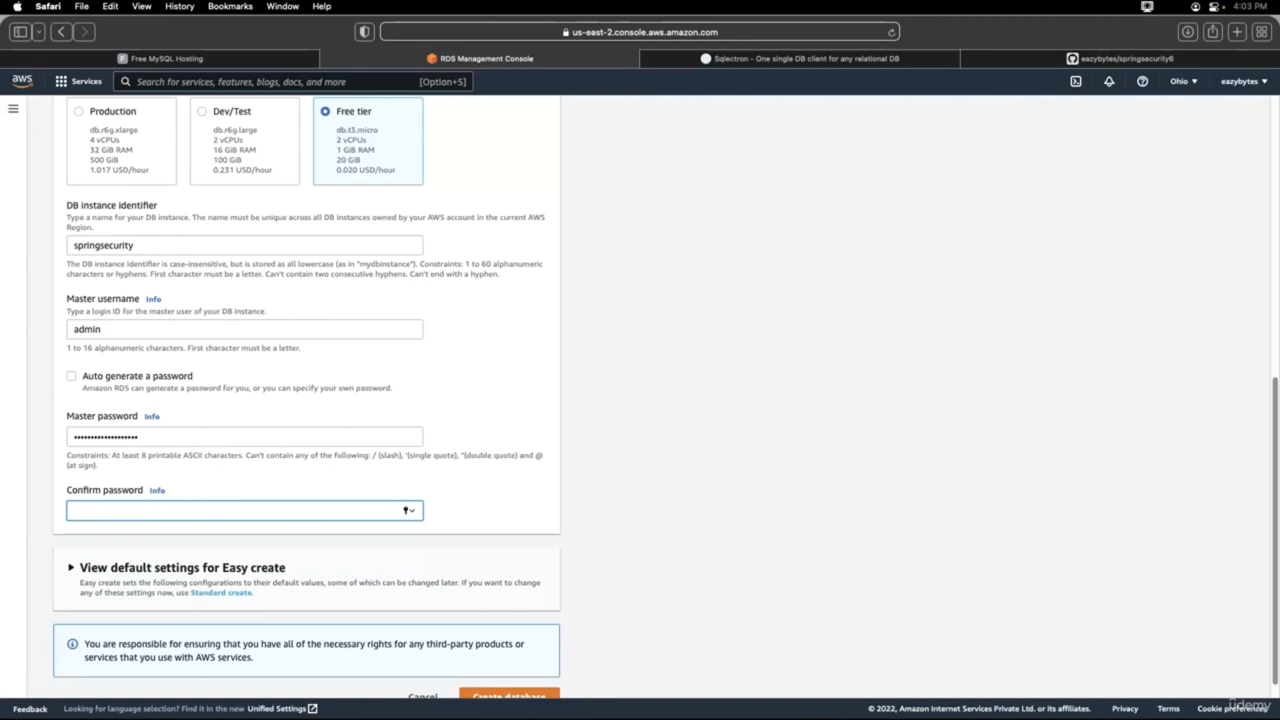 Safari File Edit View History Bookmarks Window Help 4:03 PM
us-east-2.console.aws.amazon.com
Free MySQL Hosting RDS Management Console Sqlectron - One single DB client for any relational DB eazybytes/springsecurity6
aws Services Search for services, features, blogs, docs, and more [Option+S] Ohio eazybytes
Production Dev/Test Free tier
db.r6g.xlarge db.r6g.large db.t3.micro
4 vCPUs 2 vCPUs 2 vCPUs
32 GiB RAM 16 GiB RAM 1 GiB RAM
500 GiB 100 GiB 20 GiB
1.017 USD/hour 0.231 USD/hour 0.020 USD/hour
DB instance identifier
Type a name for your DB instance. The name must be unique across all DB instances owned by your AWS account in the current AWS
Region.
springsecurity
The DB instance identifier is case-insensitive, but is stored as all lowercase (as in "mydbinstance"). Constraints: 1 to 60 alphanumeric
characters or hyphens. First character must be a letter. Can't contain two consecutive hyphens. Can't end with a hyphen.
Master username Info
Type a login ID for the master user of your DB instance.
admin
1 to 16 alphanumeric characters. First character must be a letter.
Auto generate a password
Amazon RDS can generate a password for you, or you can specify your own password.
Master password Info
••••••••••••••••••
Constraints: At least 8 printable ASCII characters. Can't contain any of the following: / (slash), '(single quote), "(double quote) and @
(at sign).
Confirm password Info
View default settings for Easy create
Easy create sets the following configurations to their default values, some of which can be changed later. If you want to change
any of these settings now, use Standard create.
You are responsible for ensuring that you have all of the necessary rights for any third-party products or
services that you use with AWS services.
Cancel Create database
Feedback Looking for language selection? Find it in the new Unified Settings © 2022, Amazon Internet Services Private Ltd. or its affiliates. Privacy Terms Cookie preferences
udemy